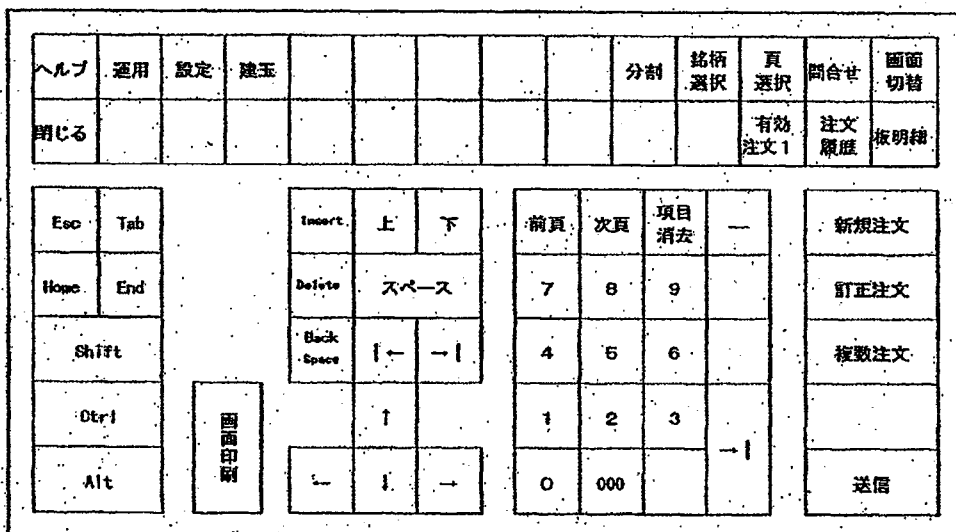 ヘルプ 運用 設定 建玉 分割 銘柄選択 頁選択 問合せ 画面切替
閉じる 有効注文1 注文履歴 板明細
Esc Tab Insert 上 下 前頁 次頁 項目消去 — 新規注文
Home End Delete スペース 7 8 9 訂正注文
Shift Back Space |← →| 4 5 6 複数注文
Ctrl ↑ 1 2 3
画面印刷 →|
Alt ← ↓ → 0 000 送信